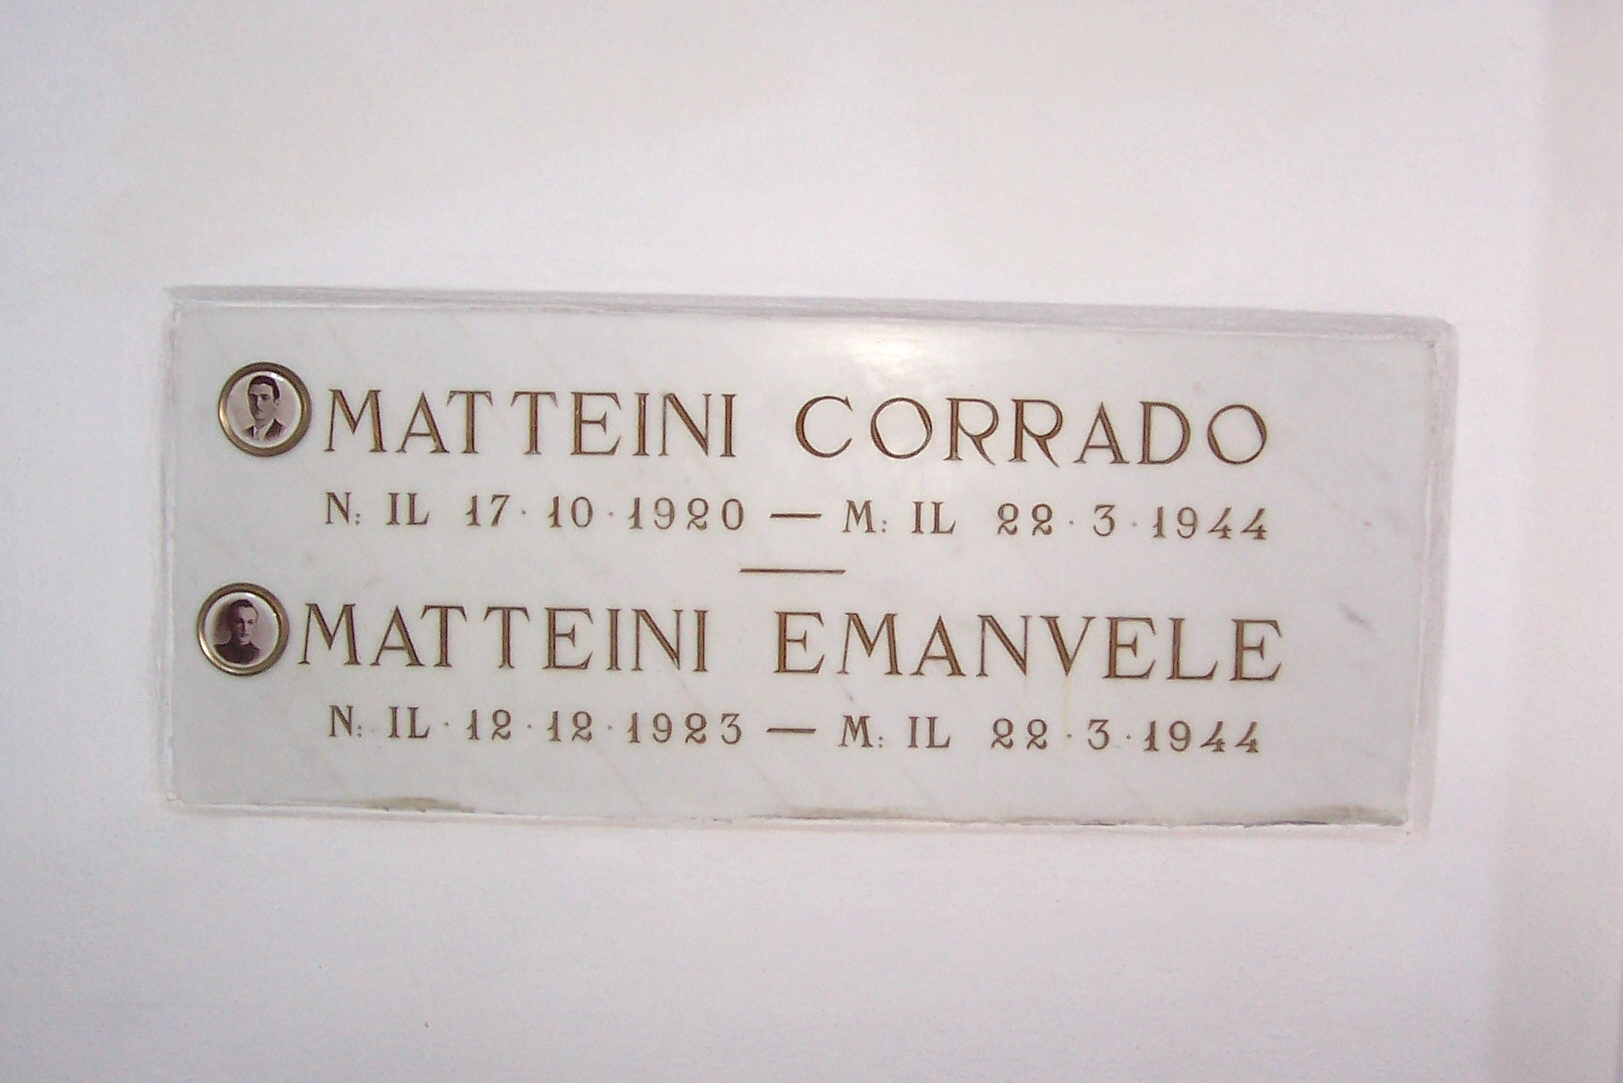 MATTEINI CORRADO
N: IL 17·10·1920 — M: IL 22·3·1944
MATTEINI EMANVELE
N: IL·12·12·1923 — M: IL 22·3·1944